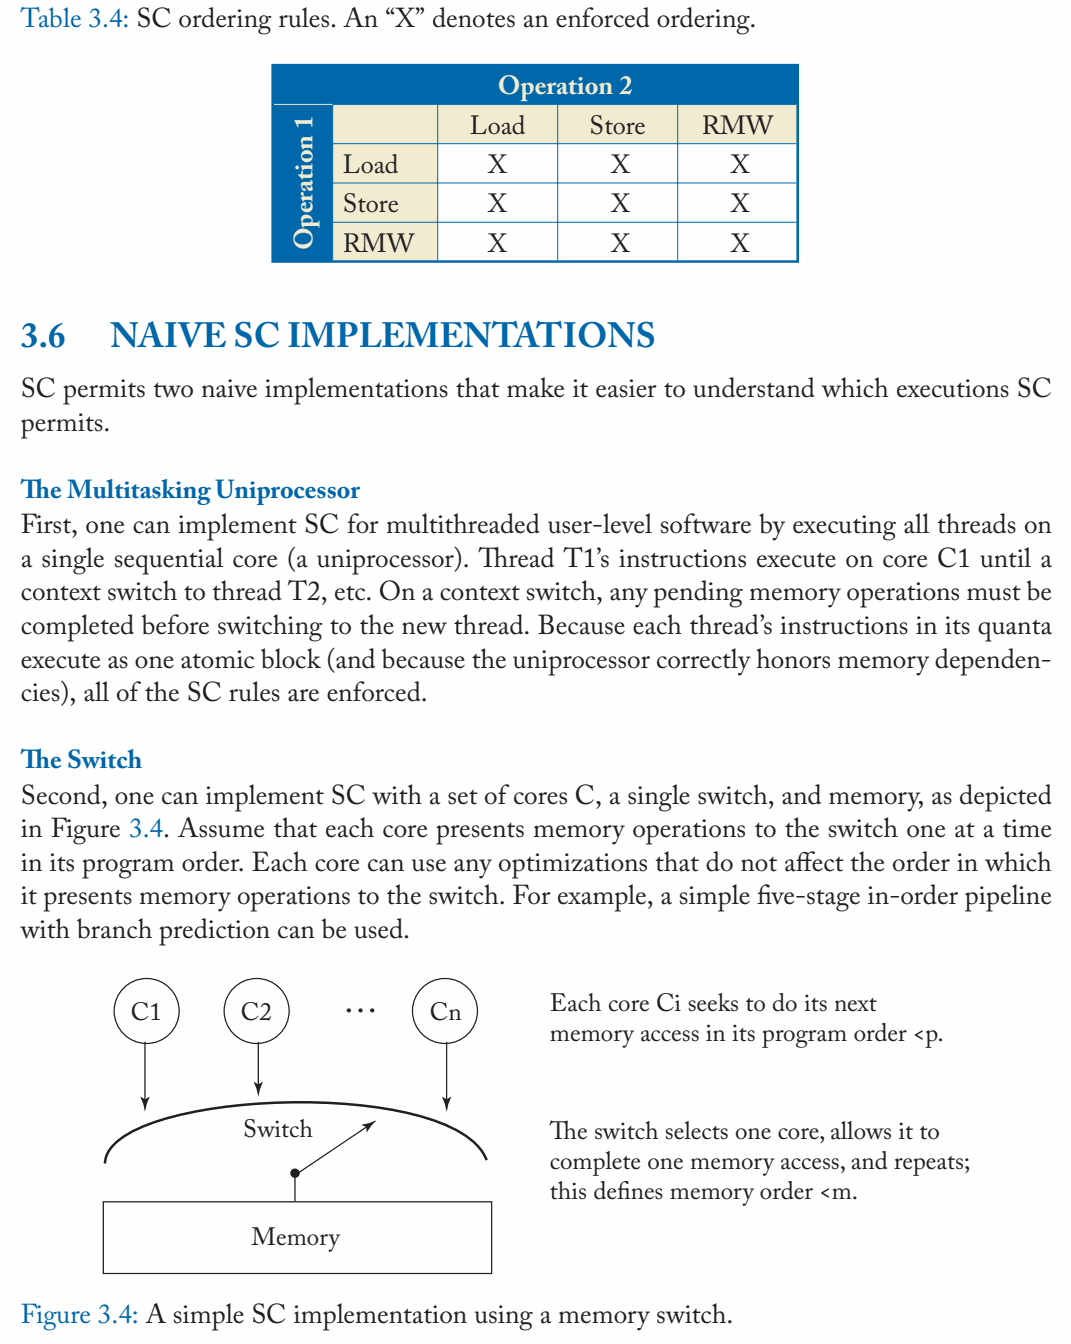 Table 3.4: SC ordering rules. An “X” denotes an enforced ordering.
Operation 2
Operation 1
Load Store RMW
Load X X X
Store X X X
RMW X X X
3.6 NAIVE SC IMPLEMENTATIONS
SC permits two naive implementations that make it easier to understand which executions SC
permits.
The Multitasking Uniprocessor
First, one can implement SC for multithreaded user-level software by executing all threads on
a single sequential core (a uniprocessor). Thread T1’s instructions execute on core C1 until a
context switch to thread T2, etc. On a context switch, any pending memory operations must be
completed before switching to the new thread. Because each thread’s instructions in its quanta
execute as one atomic block (and because the uniprocessor correctly honors memory dependen-
cies), all of the SC rules are enforced.
The Switch
Second, one can implement SC with a set of cores C, a single switch, and memory, as depicted
in Figure 3.4. Assume that each core presents memory operations to the switch one at a time
in its program order. Each core can use any optimizations that do not affect the order in which
it presents memory operations to the switch. For example, a simple five-stage in-order pipeline
with branch prediction can be used.
C1 C2 ··· Cn
Each core Ci seeks to do its next
memory access in its program order <p.
Switch
The switch selects one core, allows it to
complete one memory access, and repeats;
this defines memory order <m.
Memory
Figure 3.4: A simple SC implementation using a memory switch.